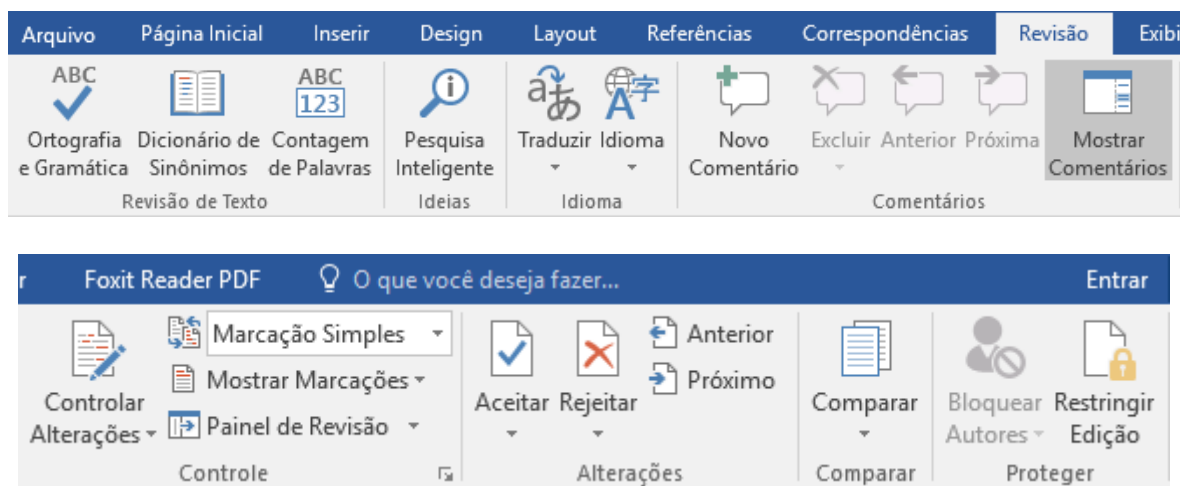 Arquivo Página Inicial Inserir Design Layout Referências Correspondências Revisão Exibi
ABC ABC
123
Ortografia Dicionário de Contagem Pesquisa Traduzir Idioma Novo Excluir Anterior Próxima Mostrar
e Gramática Sinônimos de Palavras Inteligente Comentário Comentários
Revisão de Texto Ideias Idioma Comentários
r Foxit Reader PDF O que você deseja fazer... Entrar
Marcação Simples Anterior
Mostrar Marcações Próximo
Controlar Aceitar Rejeitar Comparar Bloquear Restringir
Alterações Painel de Revisão Autores Edição
Controle Alterações Comparar Proteger